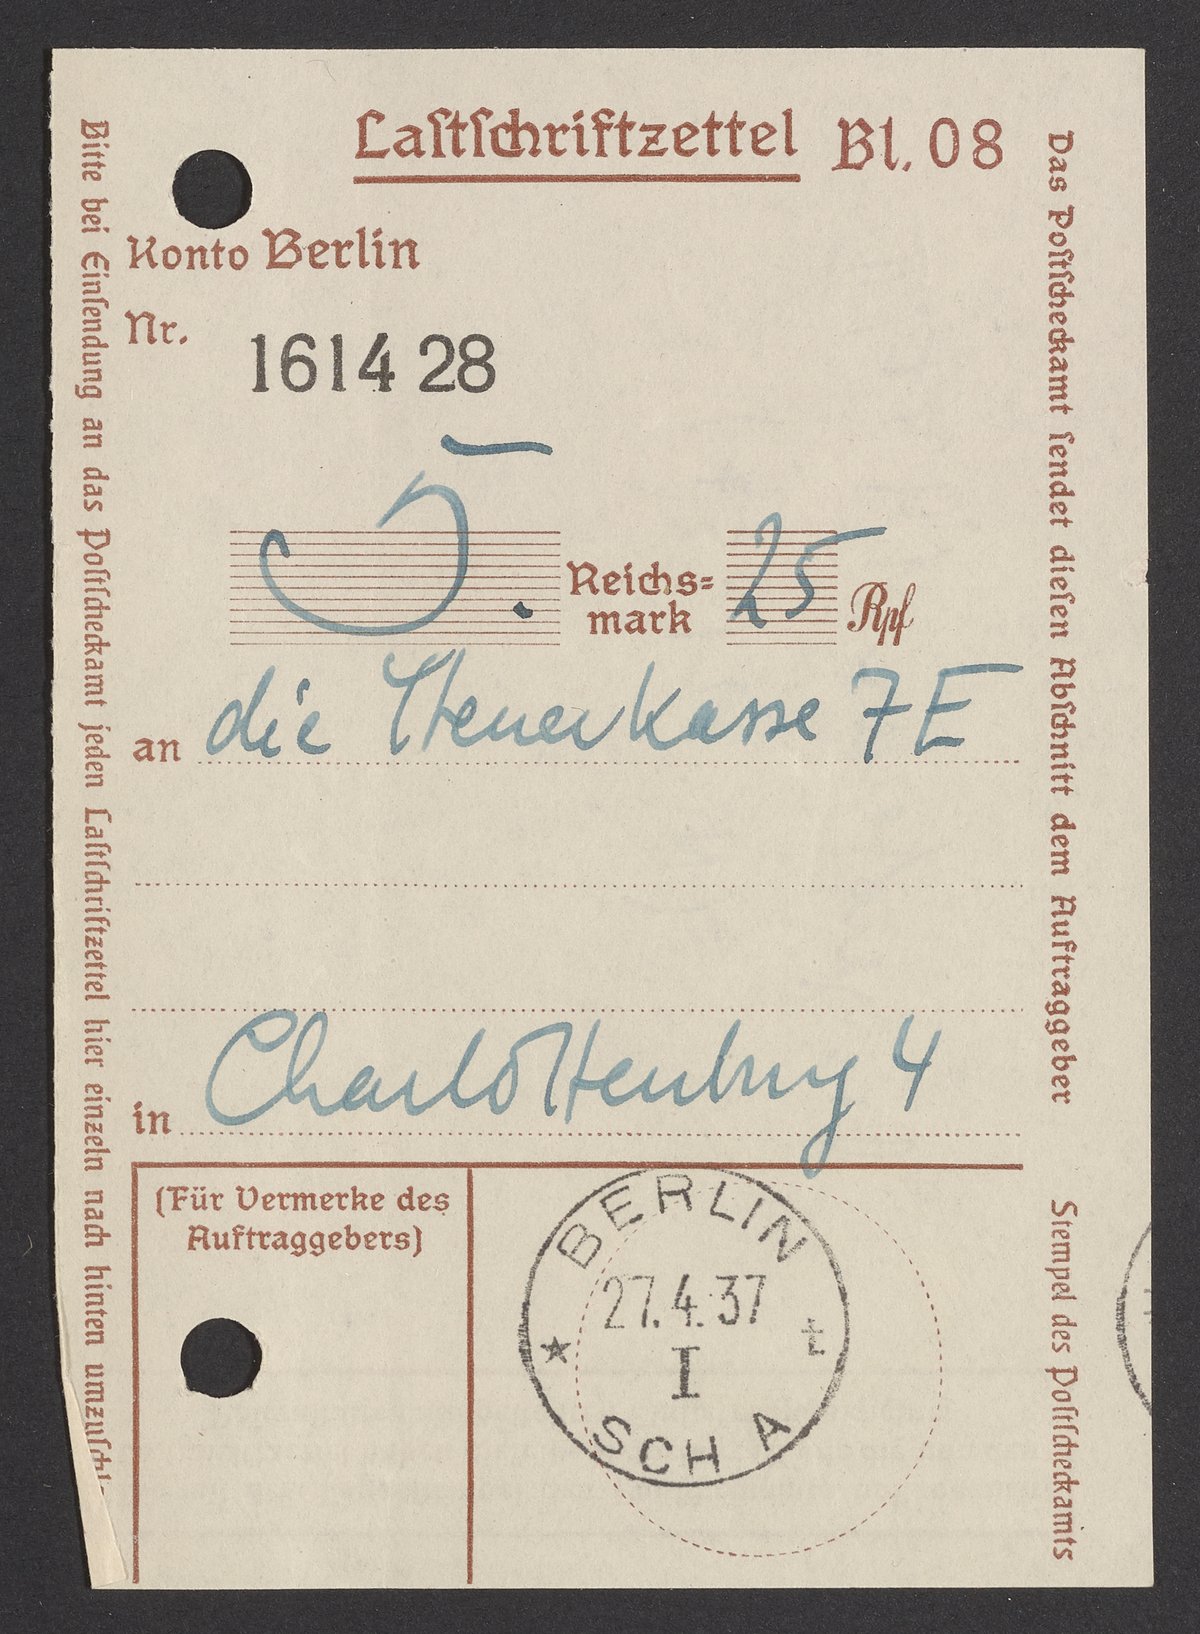 Lastschriftzettel Bl. 08
Konto Berlin
Nr.
1614 28
5. Reichs=
mark 25 Rpf
an die Steuerkasse 7E
in Charlottenburg 4
(Für Vermerke des
Auftraggebers)
BERLIN
27.4.37
I
SCH A
Bitte bei Einsendung an das Postscheckamt jeden Lastschriftzettel hier einzeln nach hinten umzuschl
Das Postscheckamt sendet diesen Abschnitt dem Auftraggeber
Stempel des Postscheckamts